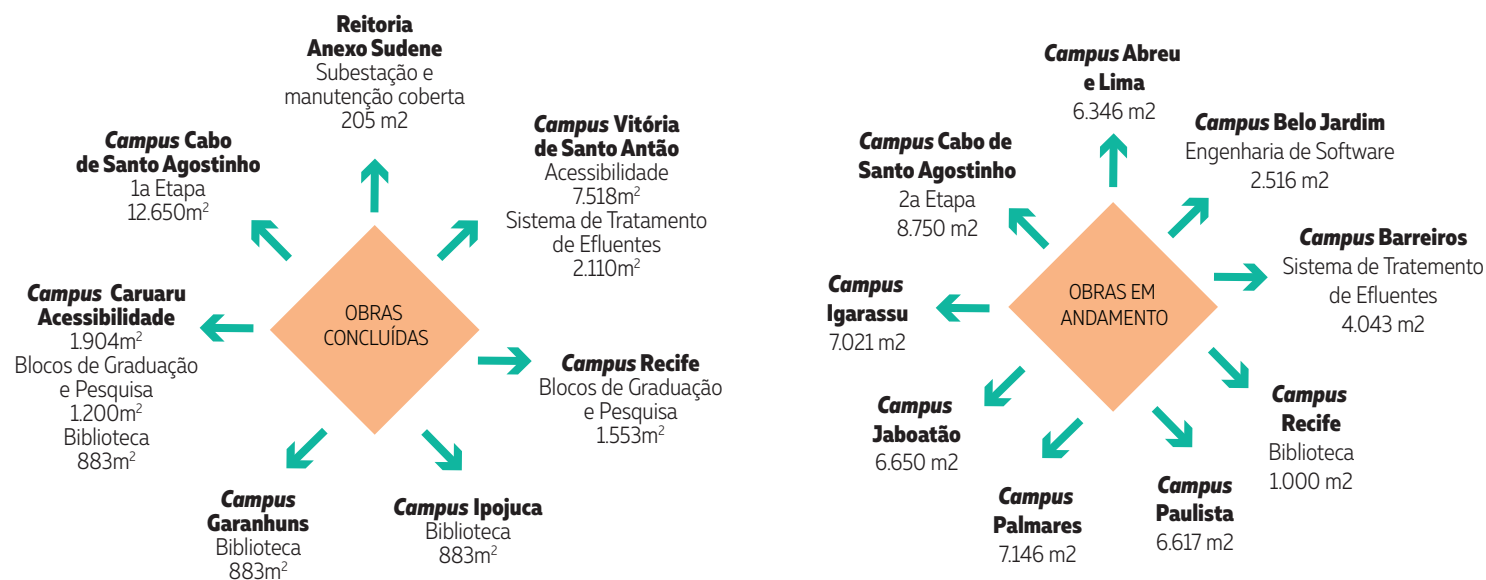 Reitoria
Anexo Sudene
Subestação e
manutenção coberta
205 m2
Campus Vitória
de Santo Antão
Acessibilidade
7.518m²
Sistema de Tratamento
de Efluentes
2.110m²
Campus Cabo
de Santo Agostinho
1a Etapa
12.650m²
OBRAS
CONCLUÍDAS
Campus Caruaru
Acessibilidade
1.904m²
Blocos de Graduação
e Pesquisa
1.200m²
Biblioteca
883m²
Campus Recife
Blocos de Graduação
e Pesquisa
1.553m²
Campus
Garanhuns
Biblioteca
883m²
Campus Ipojuca
Biblioteca
883m²
Campus Abreu
e Lima
6.346 m2
Campus Belo Jardim
Engenharia de Software
2.516 m2
Campus Cabo de
Santo Agostinho
2a Etapa
8.750 m2
Campus Barreiros
Sistema de Tratemento
de Efluentes
4.043 m2
OBRAS EM
ANDAMENTO
Campus
Igarassu
7.021 m2
Campus
Jaboatão
6.650 m2
Campus
Recife
Biblioteca
1.000 m2
Campus
Palmares
7.146 m2
Campus
Paulista
6.617 m2